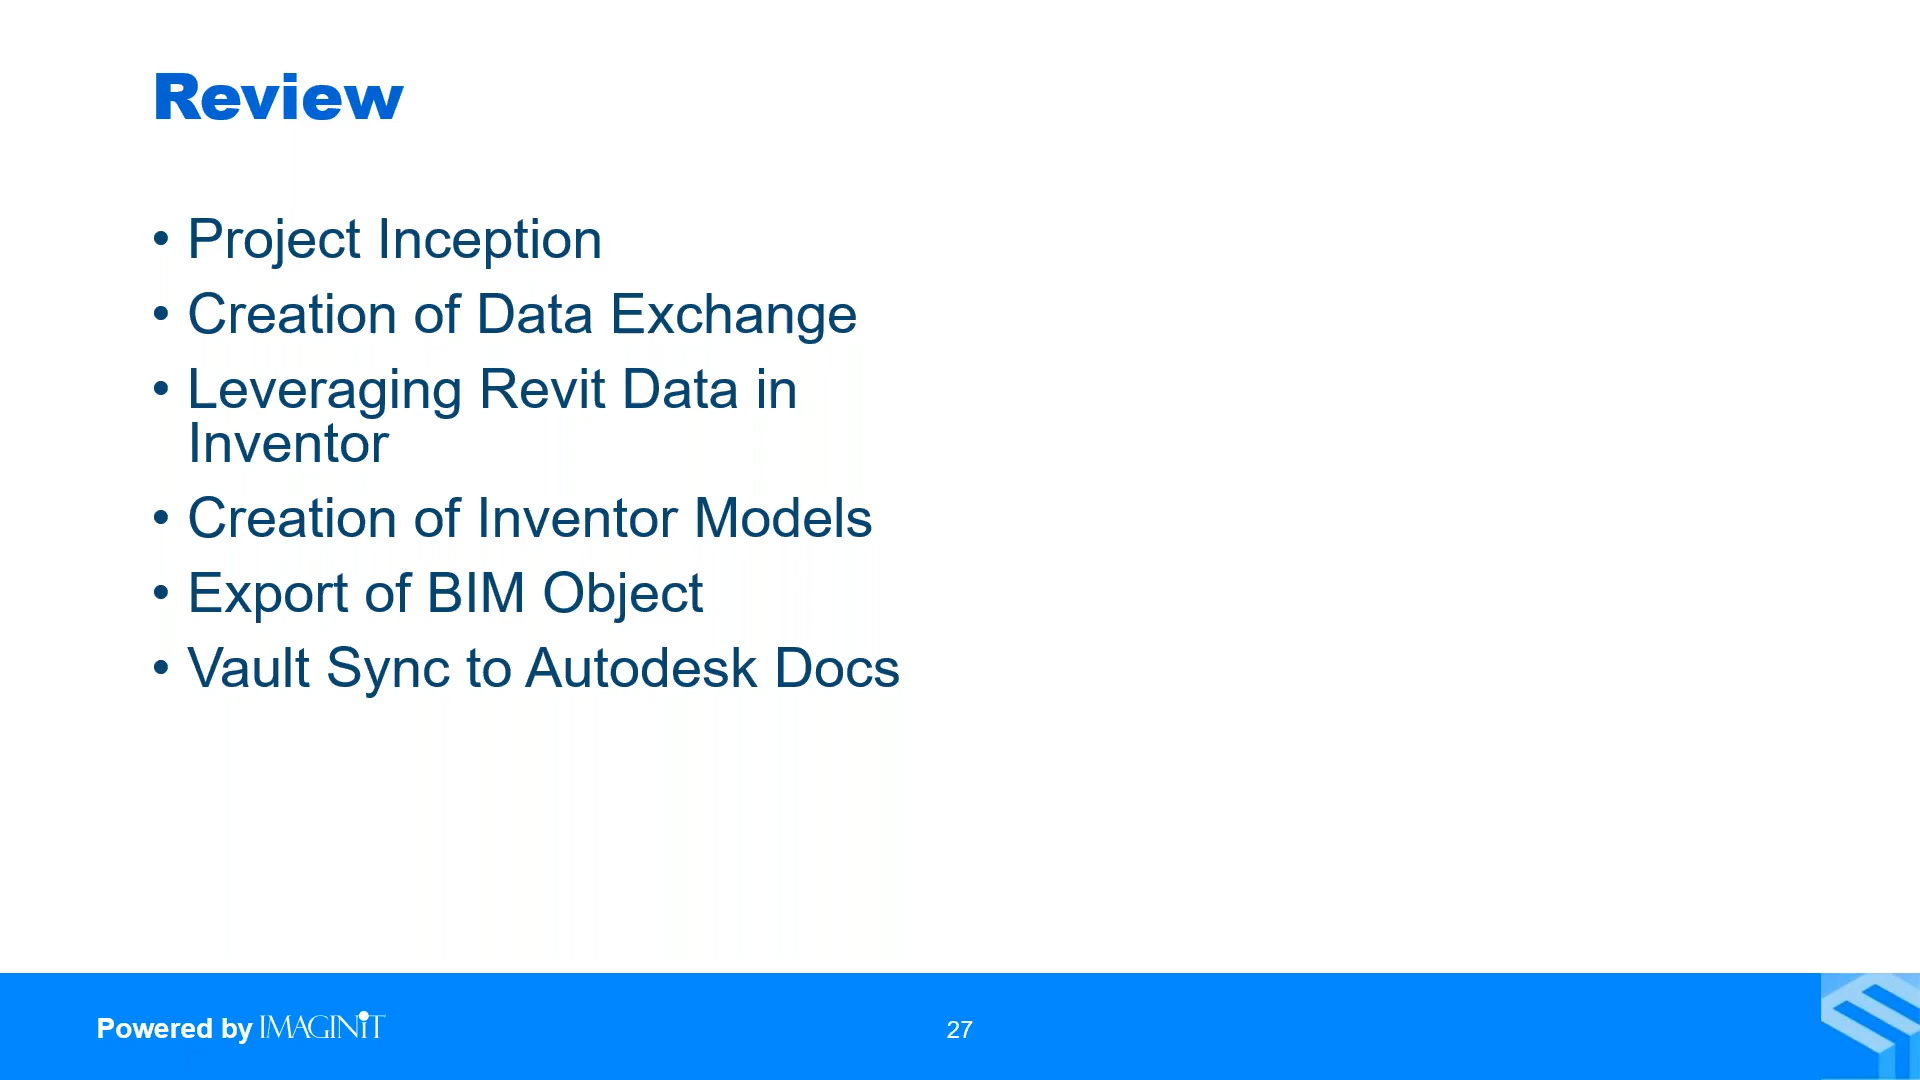 Review
• Project Inception
• Creation of Data Exchange
• Leveraging Revit Data in
Inventor
• Creation of Inventor Models
• Export of BIM Object
• Vault Sync to Autodesk Docs
Powered by IMAGINiT
27